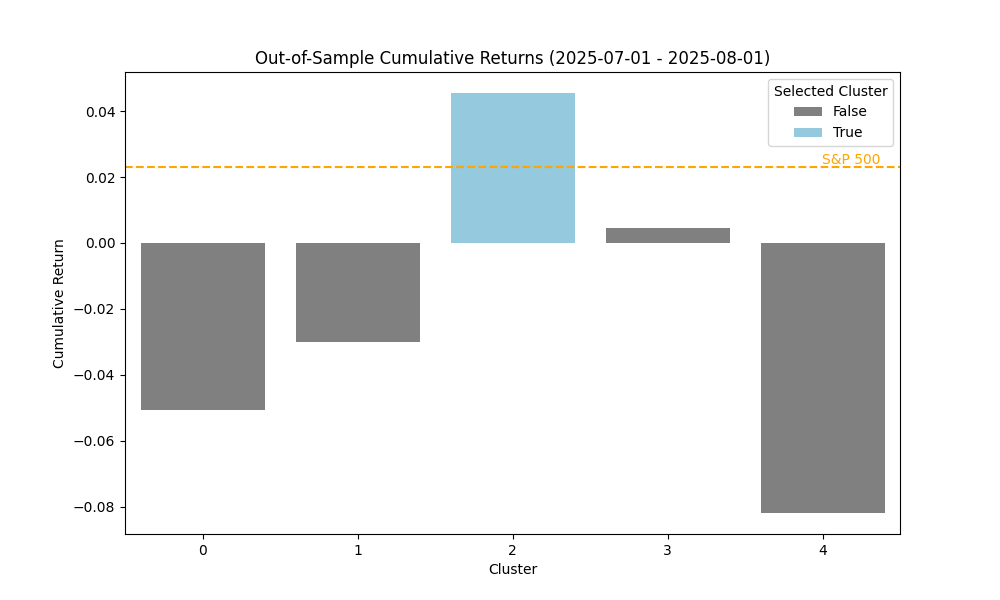 Out-of-Sample Cumulative Returns (2025-07-01 - 2025-08-01)
Selected Cluster
False
True
S&P 500
Cumulative Return
0.04
0.02
0.00
−0.02
−0.04
−0.06
−0.08
0 1 2 3 4
Cluster